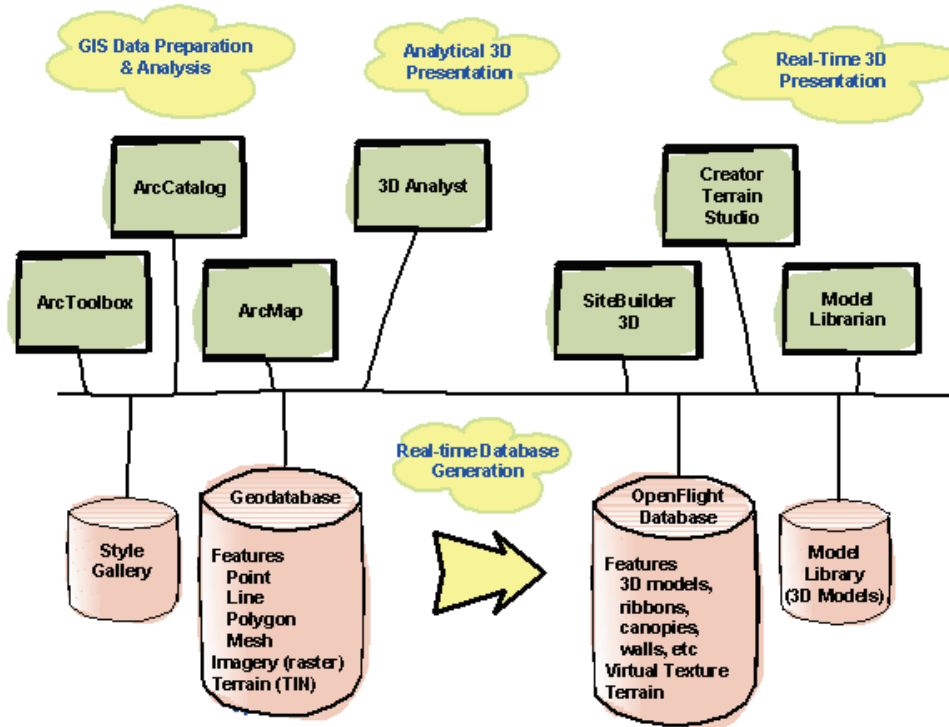 GIS Data Preparation
& Analysis
Analytical 3D
Presentation
Real-Time 3D
Presentation
ArcCatalog
3D Analyst
Creator
Terrain
Studio
ArcToolbox
ArcMap
SiteBuilder
3D
Model
Librarian
Real-time Database
Generation
Style
Gallery
Geodatabase
Features
Point
Line
Polygon
Mesh
Imagery (raster)
Terrain (TIN)
OpenFlight
Database
Features
3D models,
ribbons,
canopies,
walls, etc
Virtual Texture
Terrain
Model
Library
(3D Models)